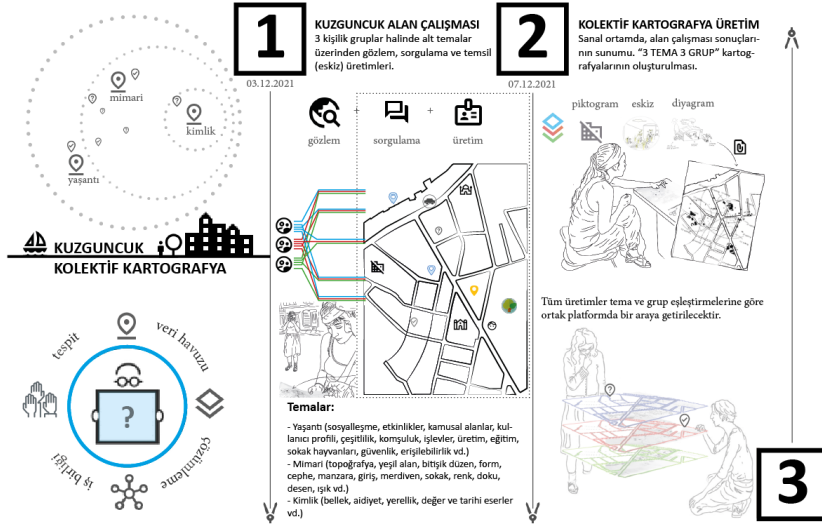 mimari
kimlik
yaşantı
KUZGUNCUK
KOLEKTİF KARTOGRAFYA
tespit
veri havuzu
?
iş birliği
çözümleme
1
KUZGUNCUK ALAN ÇALIŞMASI
3 kişilik gruplar halinde alt temalar
üzerinden gözlem, sorgulama ve temsil
(eskiz) üretimleri.
03.12.2021
gözlem
+
sorgulama
+
üretim
Temalar:
- Yaşantı (sosyalleşme, etkinlikler, kamusal alanlar, kul-
lanıcı profili, çeşitlilik, komşuluk, işlevler, üretim, eğitim,
sokak hayvanları, güvenlik, erişilebilirlik vd.)
- Mimari (topoğrafya, yeşil alan, bitişik düzen, form,
cephe, manzara, giriş, merdiven, sokak, renk, doku,
desen, ışık vd.)
- Kimlik (bellek, aidiyet, yerellik, değer ve tarihi eserler
vd.)
2
KOLEKTİF KARTOGRAFYA ÜRETİM
Sanal ortamda, alan çalışması sonuçları-
nın sunumu. “3 TEMA 3 GRUP” kartog-
rafyalarının oluşturulması.
07.12.2021
piktogram
eskiz
diyagram
Tüm üretimler tema ve grup eşleştirmelerine göre
ortak platformda bir araya getirilecektir.
3